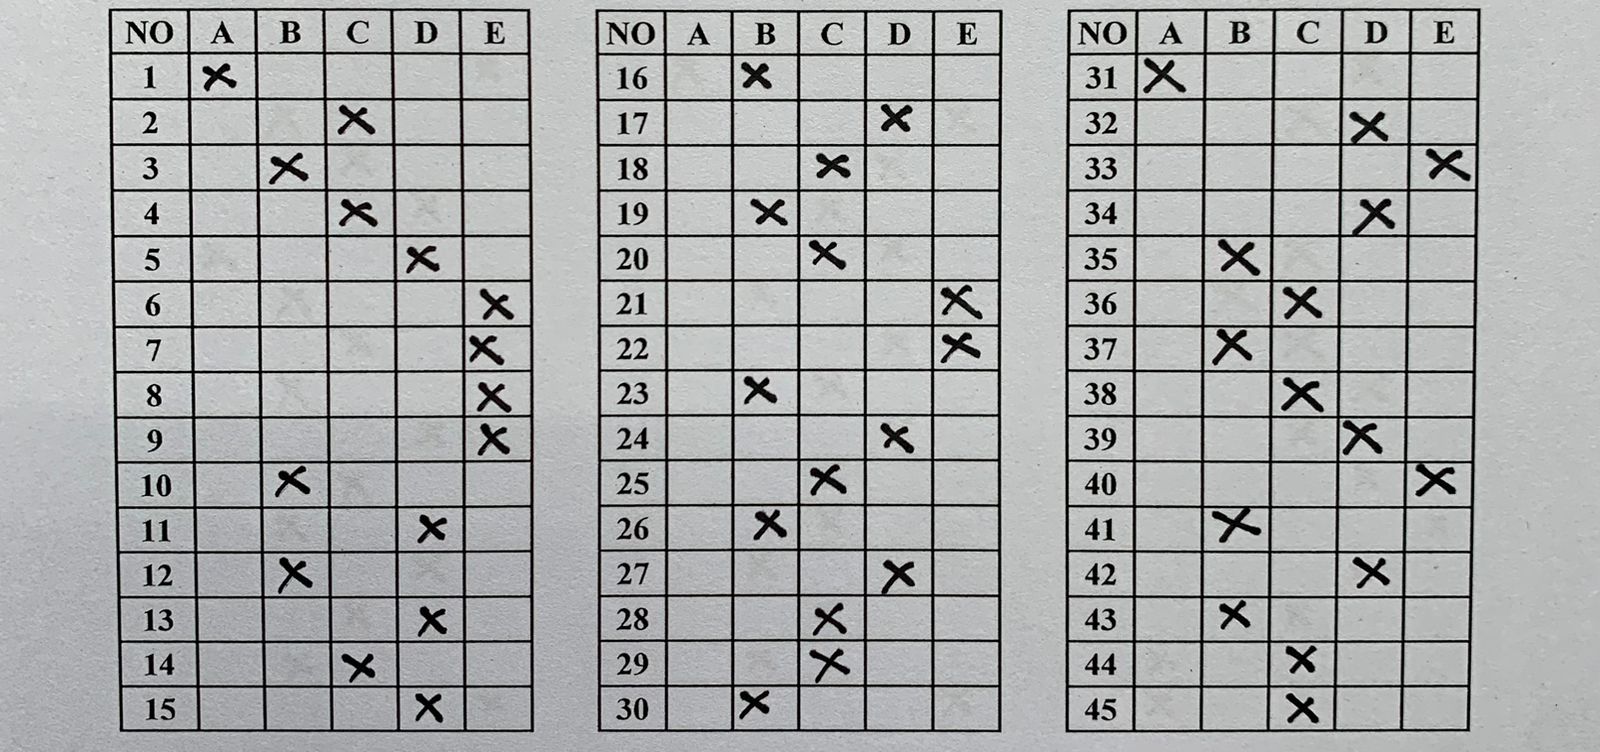 NO A B C D E
1 X
2 X
3 X
4 X
5 X
6 X
7 X
8 X
9 X
10 X
11 X
12 X
13 X
14 X
15 X
NO A B C D E
16 X
17 X
18 X
19 X
20 X
21 X
22 X
23 X
24 X
25 X
26 X
27 X
28 X
29 X
30 X
NO A B C D E
31 X
32 X
33 X
34 X
35 X
36 X
37 X
38 X
39 X
40 X
41 X
42 X
43 X
44 X
45 X